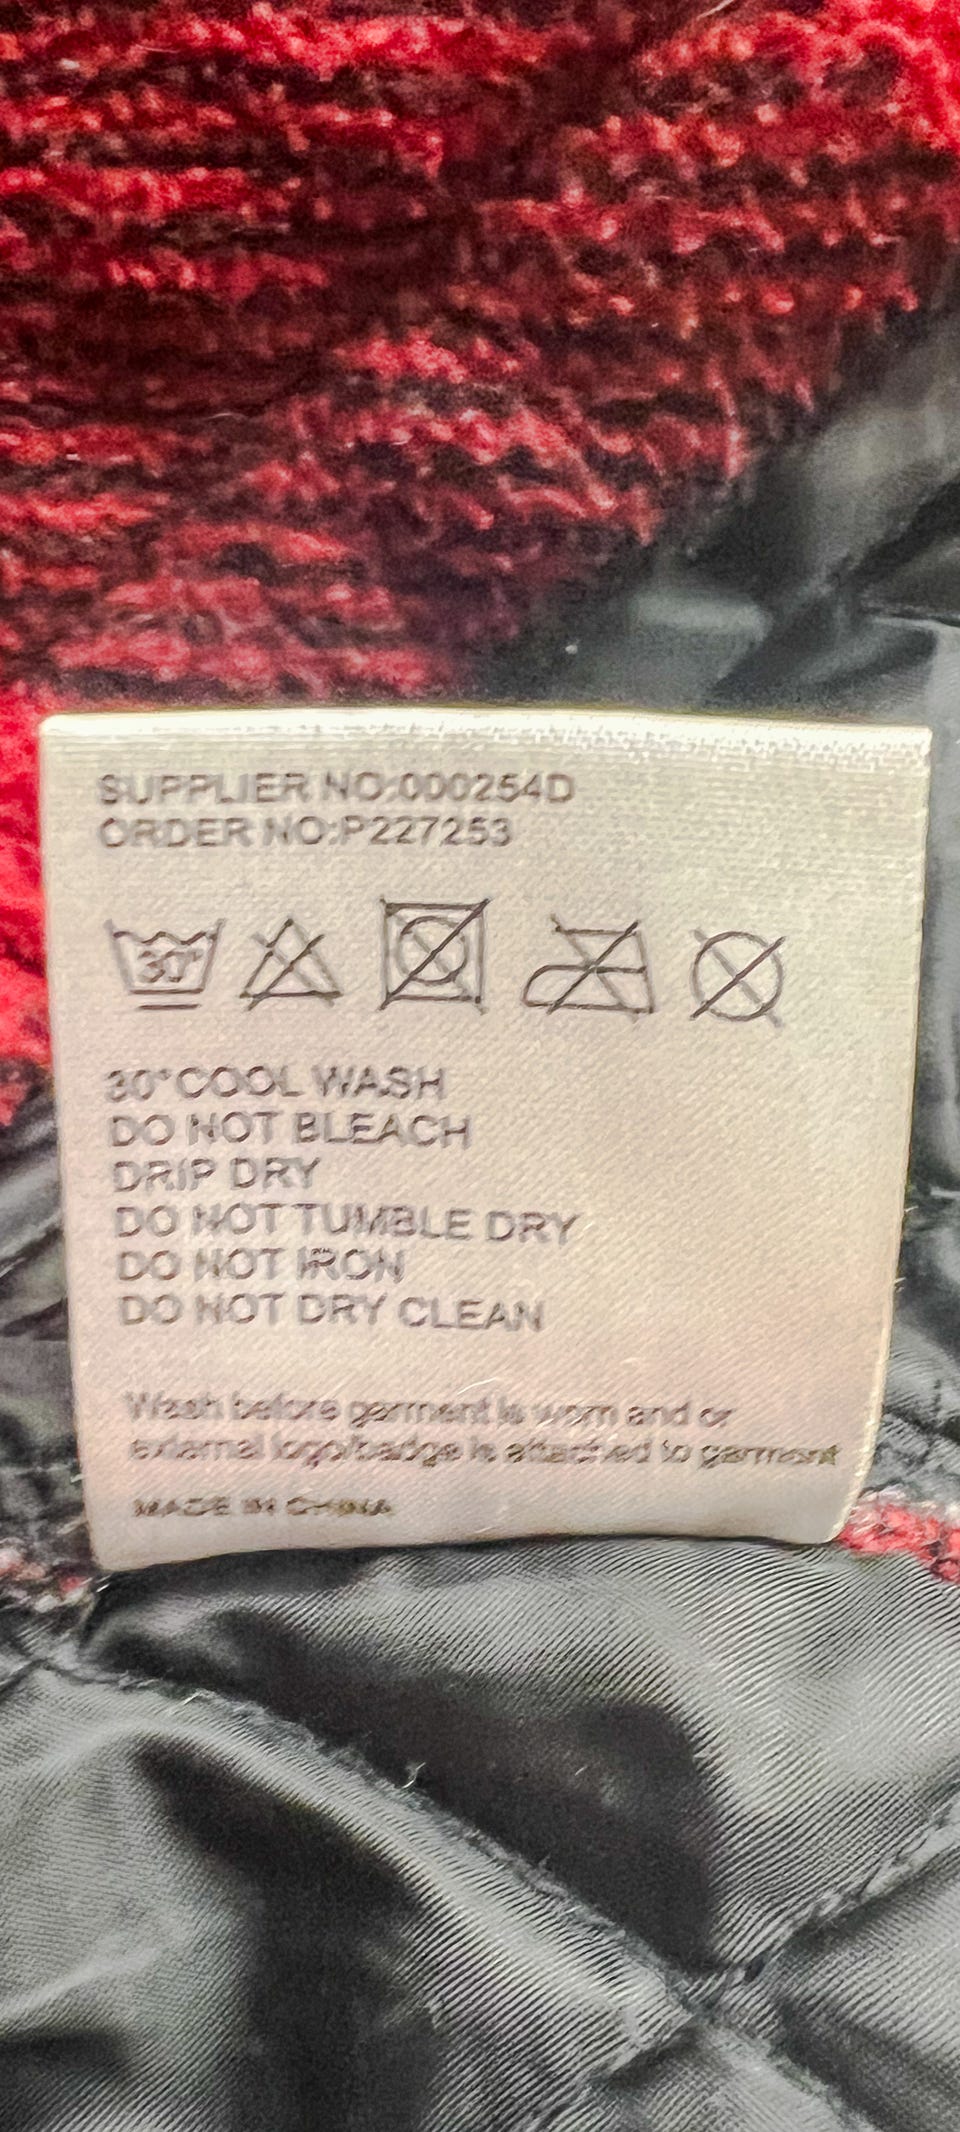 SUPPLIER NO:000254D
ORDER NO:P227253
30°
30°COOL WASH
DO NOT BLEACH
DRIP DRY
DO NOT TUMBLE DRY
DO NOT IRON
DO NOT DRY CLEAN
Wash before garment is worn and or
external logo/badge is attached to garment
MADE IN CHINA